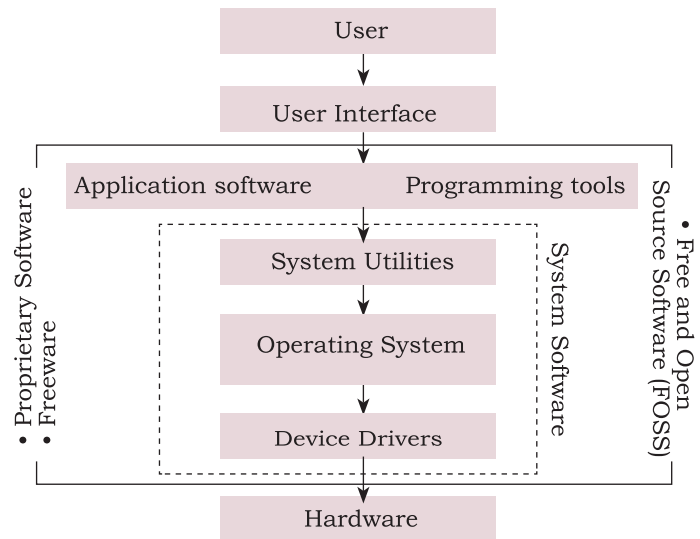 User
User Interface
Application software
Programming tools
System Utilities
Operating System
Device Drivers
System Software
Hardware
• Proprietary Software
• Freeware
• Free and Open
Source Software (FOSS)